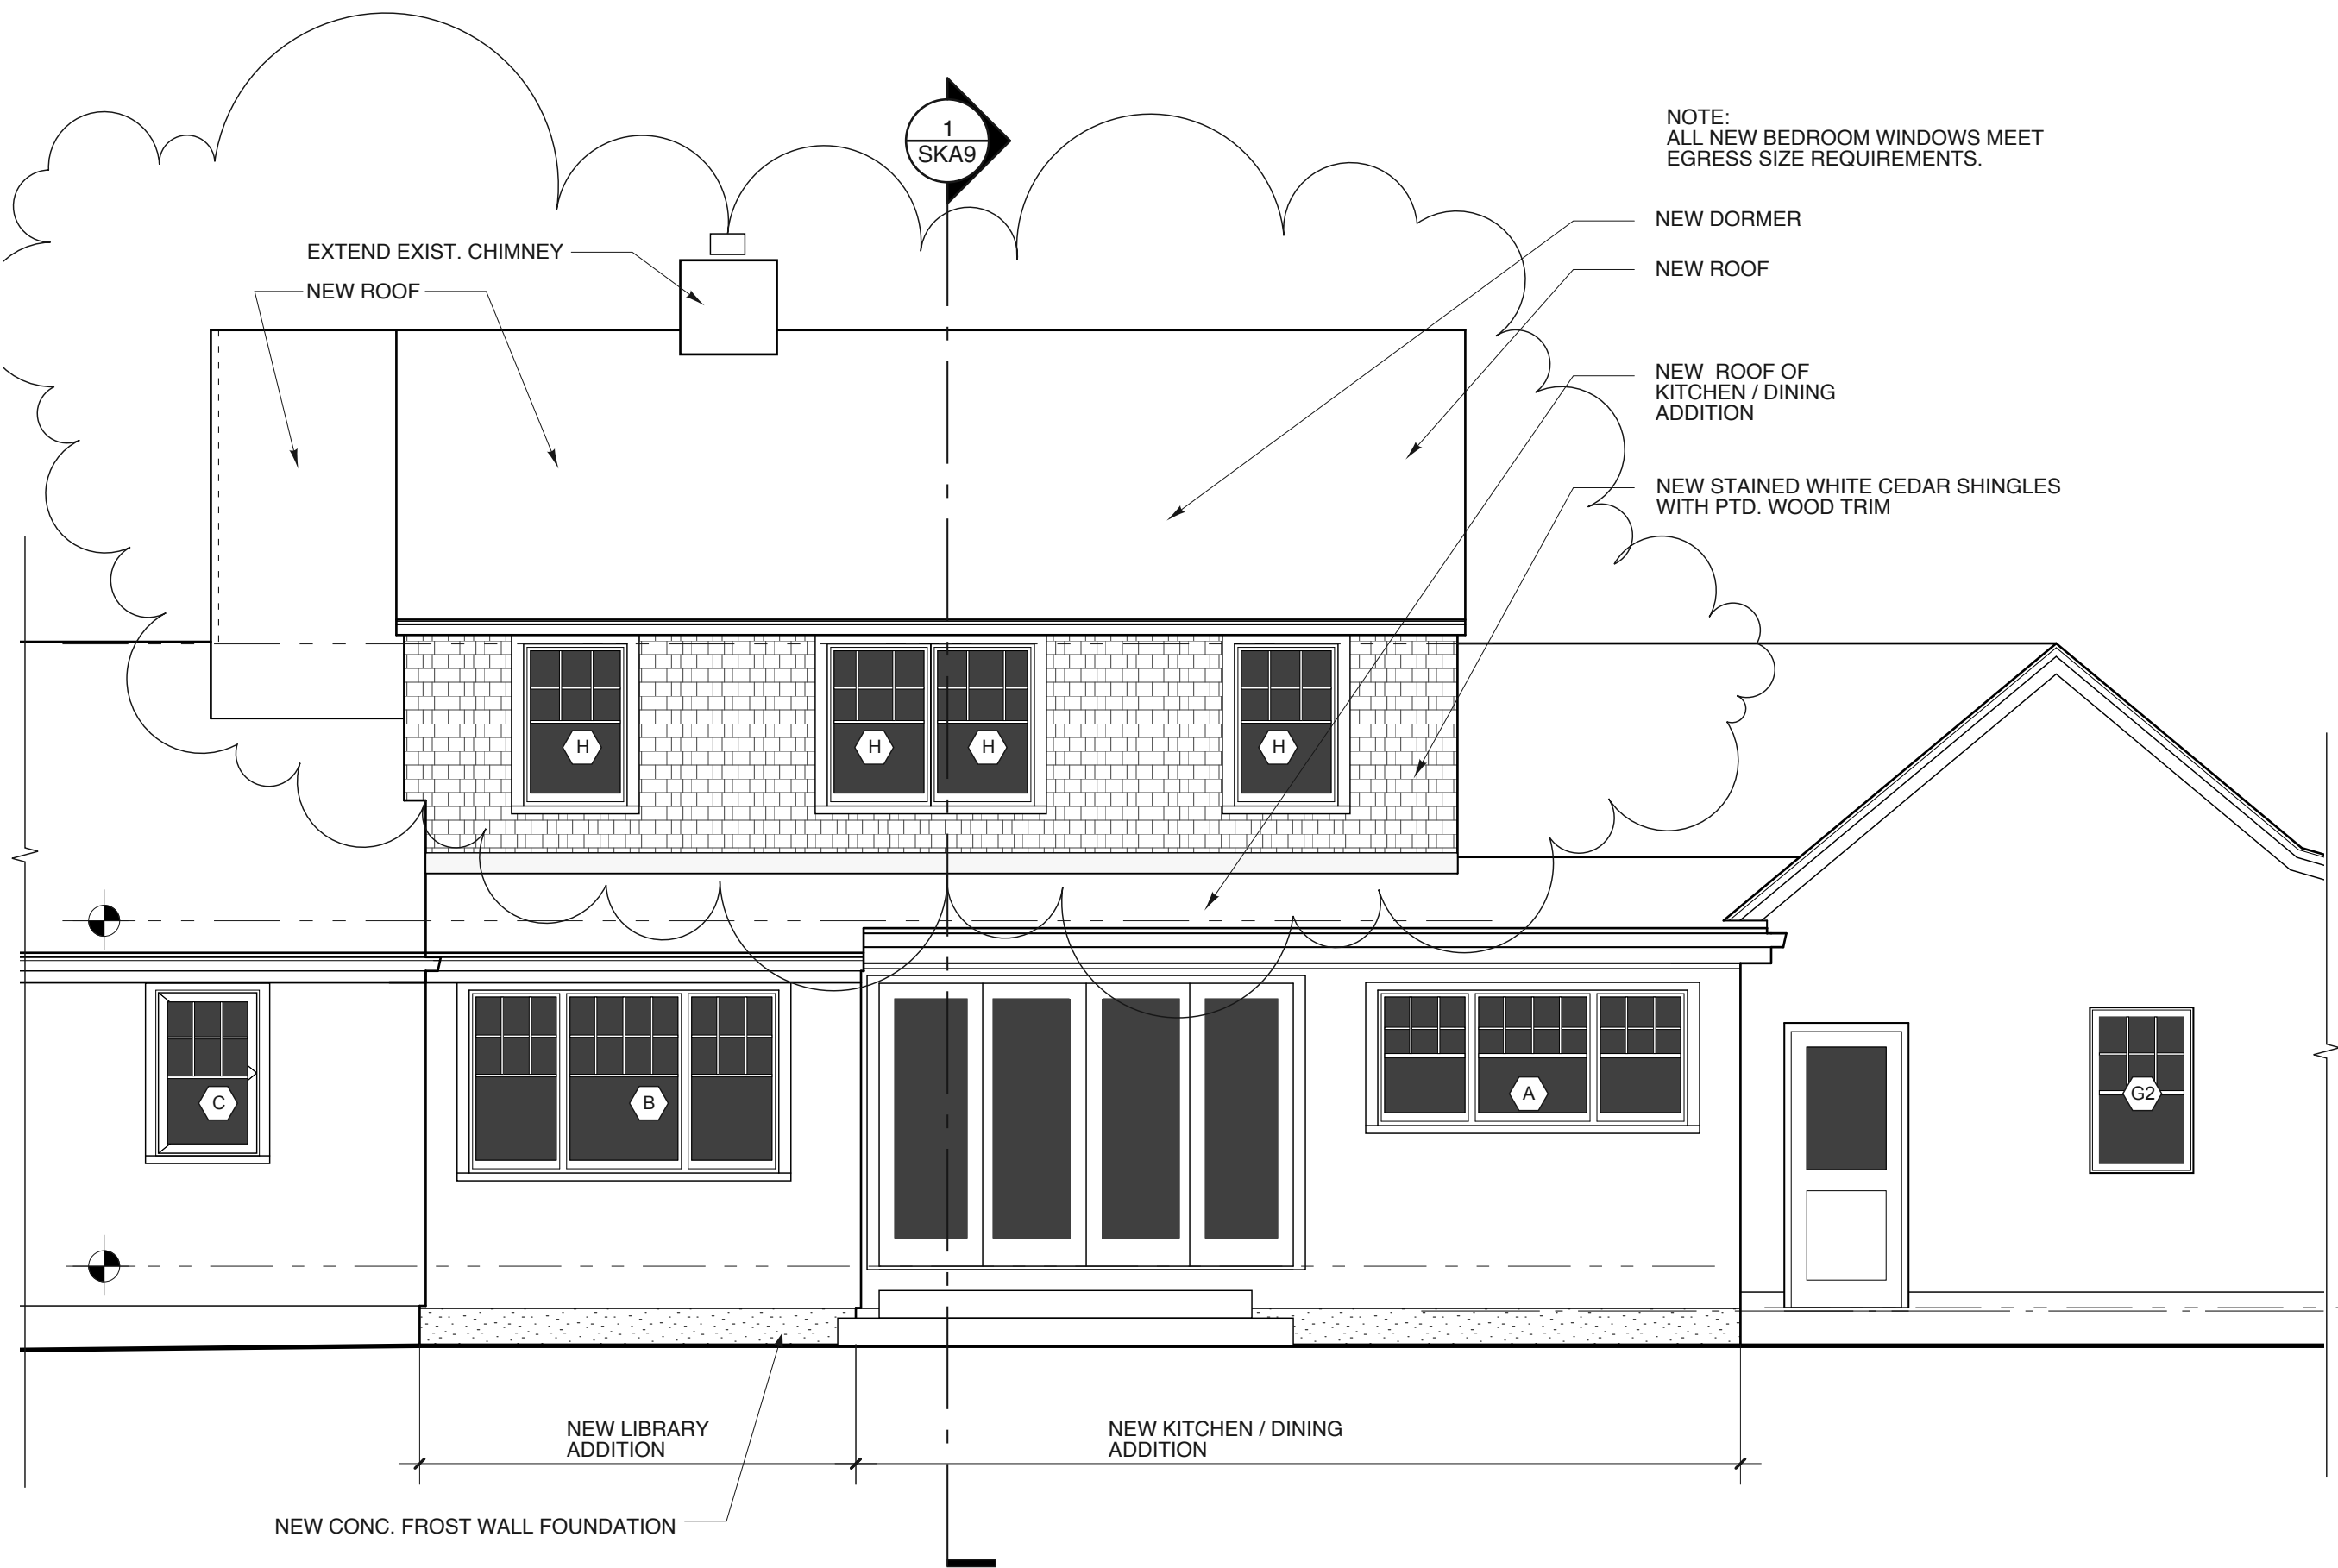 1
SKA9
NOTE:
ALL NEW BEDROOM WINDOWS MEET
EGRESS SIZE REQUIREMENTS.
NEW DORMER
EXTEND EXIST. CHIMNEY
NEW ROOF
NEW ROOF
NEW ROOF OF
KITCHEN / DINING
ADDITION
NEW STAINED WHITE CEDAR SHINGLES
WITH PTD. WOOD TRIM
H
H
H
H
C
B
A
G2
NEW LIBRARY
ADDITION
NEW KITCHEN / DINING
ADDITION
NEW CONC. FROST WALL FOUNDATION